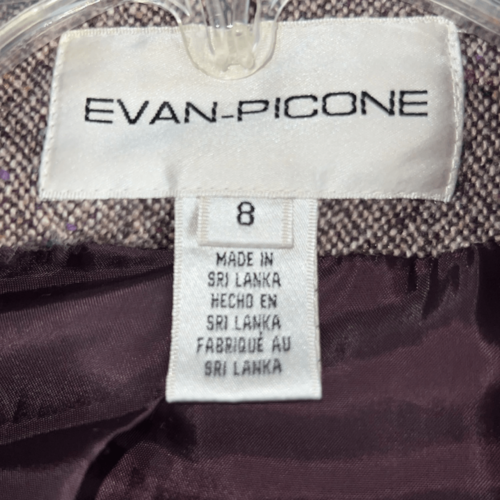 EVAN-PICONE
8
MADE IN
SRI LANKA
HECHO EN
SRI LANKA
FABRIQUÉ AU
SRI LANKA